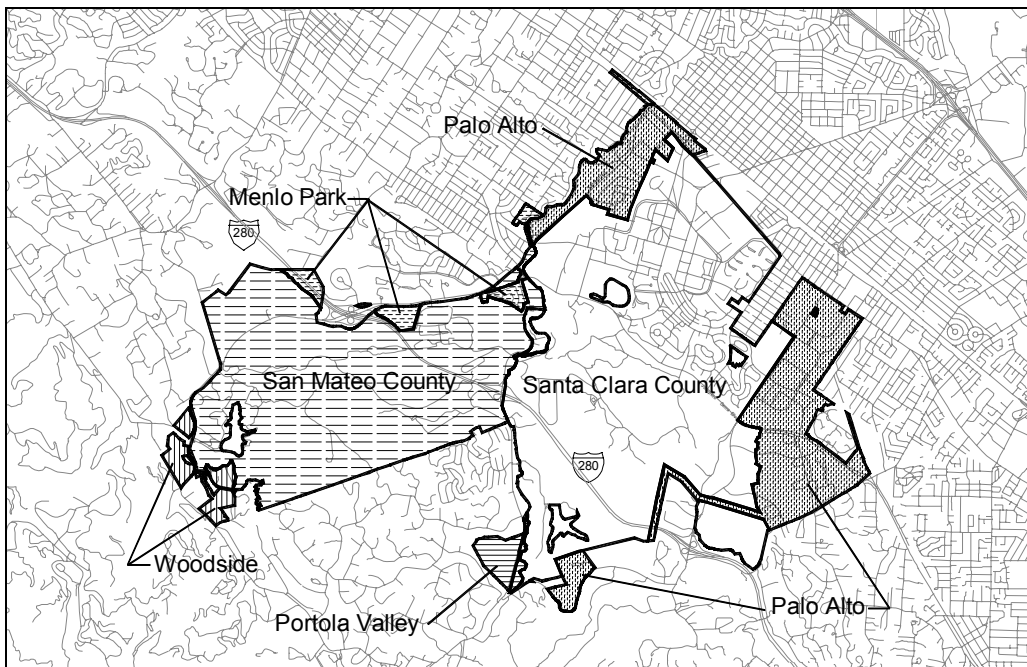 Palo Alto
Menlo Park
280
San Mateo County
Santa Clara County
280
Woodside
Portola Valley
Palo Alto